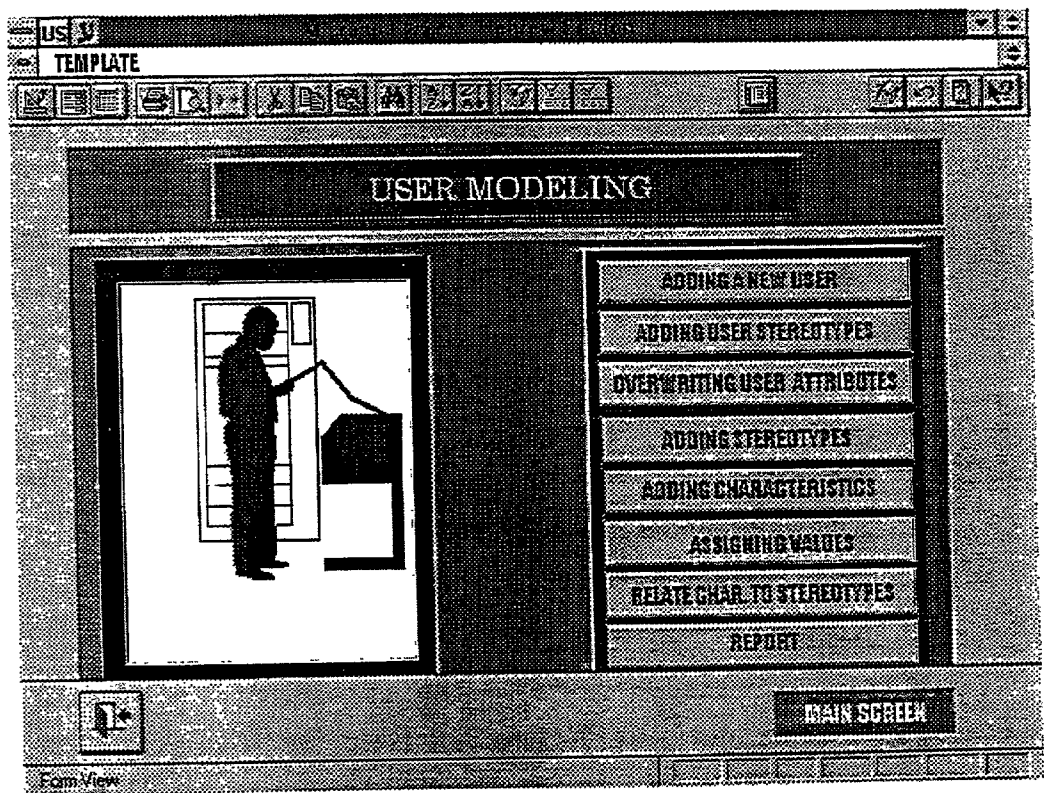 US
TEMPLATE
USER MODELING
ADDING A NEW USER
ADDING USER STEREOTYPES
OVERWRITING USER ATTRIBUTES
ADDING STEREOTYPES
ADDING CHARACTERISTICS
ASSIGNING VALUES
RELATE CHAR. TO STEREOTYPES
REPORT
MAIN SCREEN
Form View